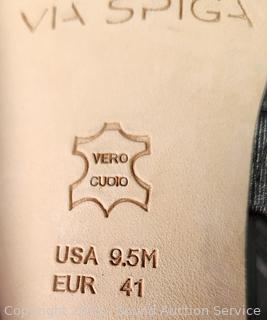 VIA SPIGA
VERO
CUOIO
USA 9.5M
EUR 41